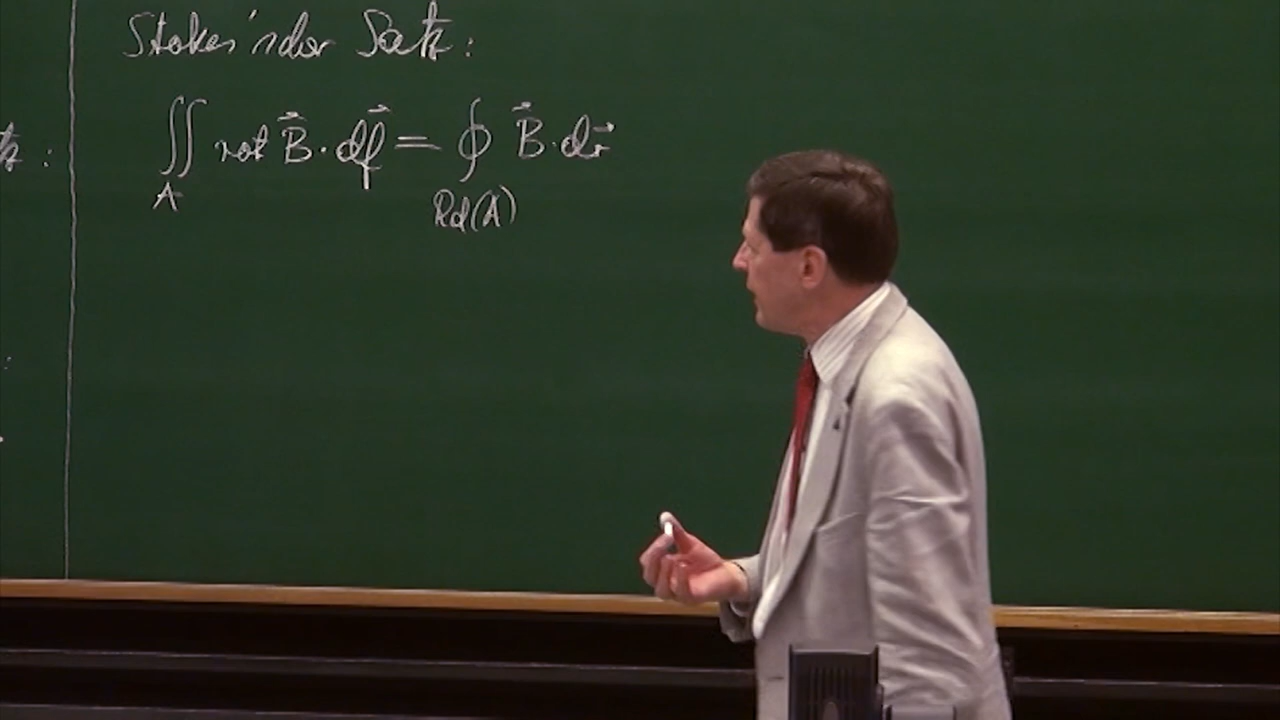 Stokes'scher Satz:
∬ rot B⃗ · df⃗ = ∮ B⃗ · dr⃗
A Rd(A)